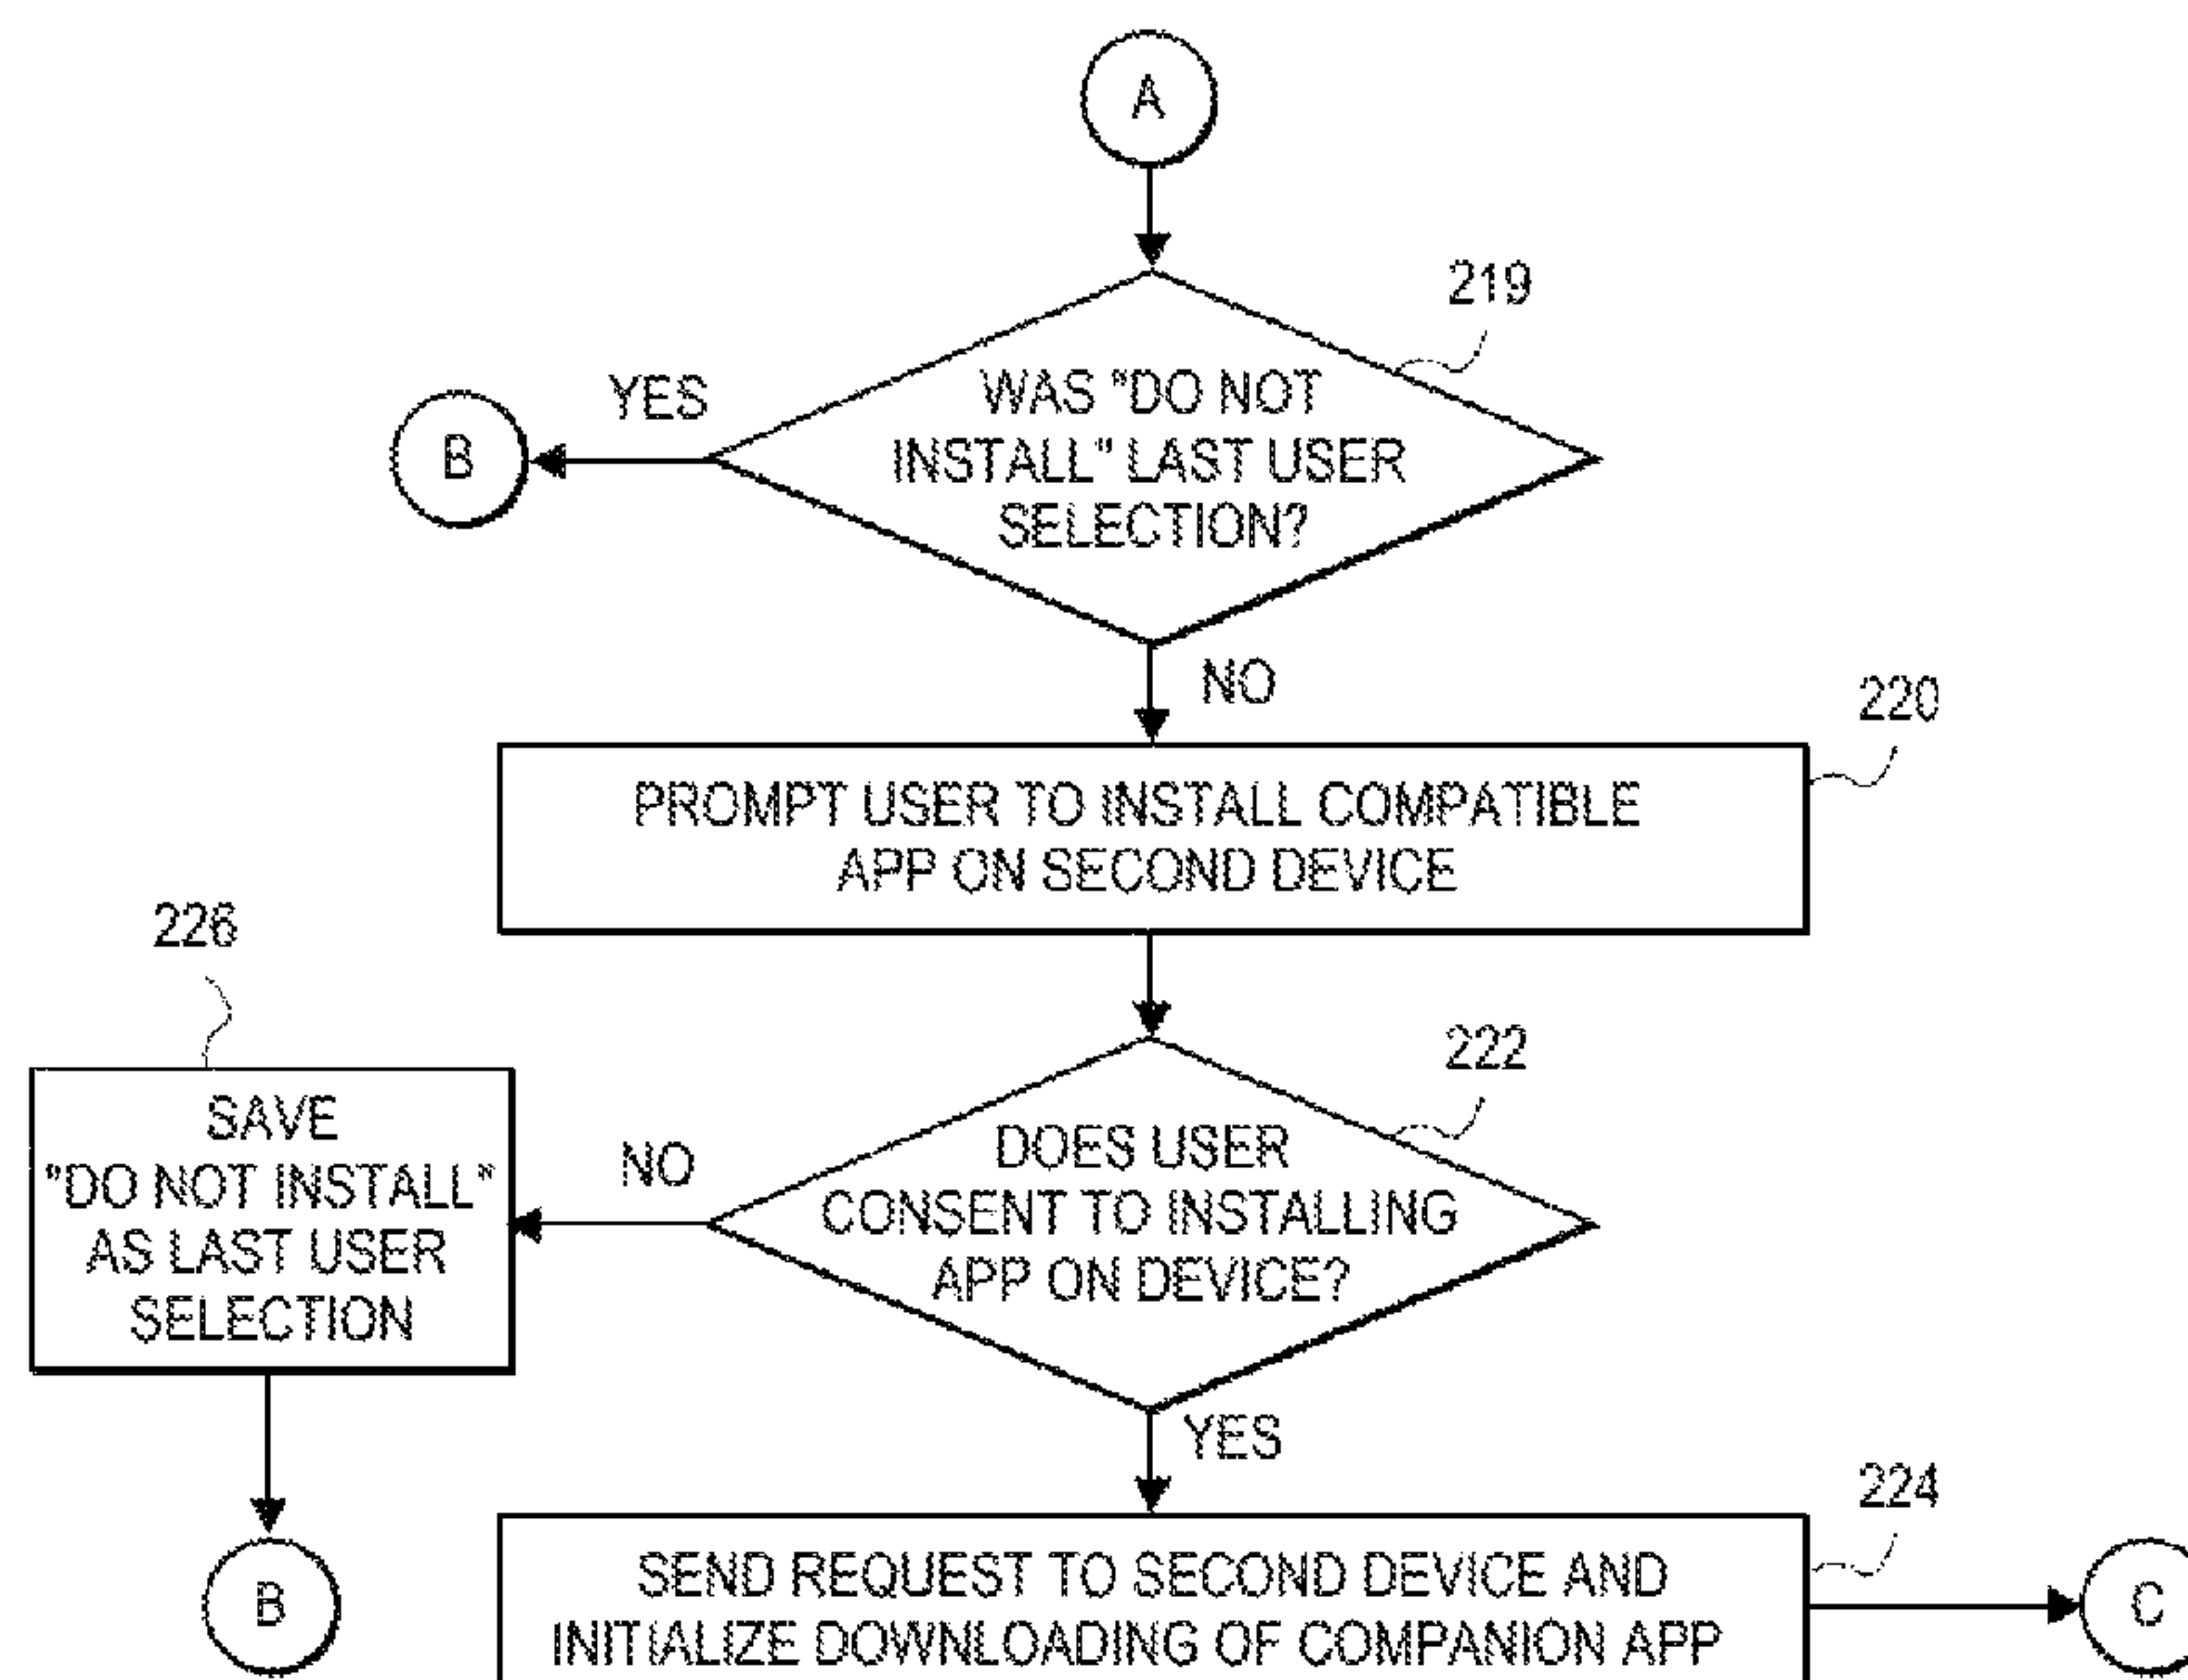 A
219
WAS "DO NOT
INSTALL" LAST USER
SELECTION?
YES
B
NO
220
PROMPT USER TO INSTALL COMPATIBLE
APP ON SECOND DEVICE
226
SAVE
"DO NOT INSTALL"
AS LAST USER
SELECTION
NO
222
DOES USER
CONSENT TO INSTALLING
APP ON DEVICE?
YES
B
224
SEND REQUEST TO SECOND DEVICE AND
INITIALIZE DOWNLOADING OF COMPANION APP
C